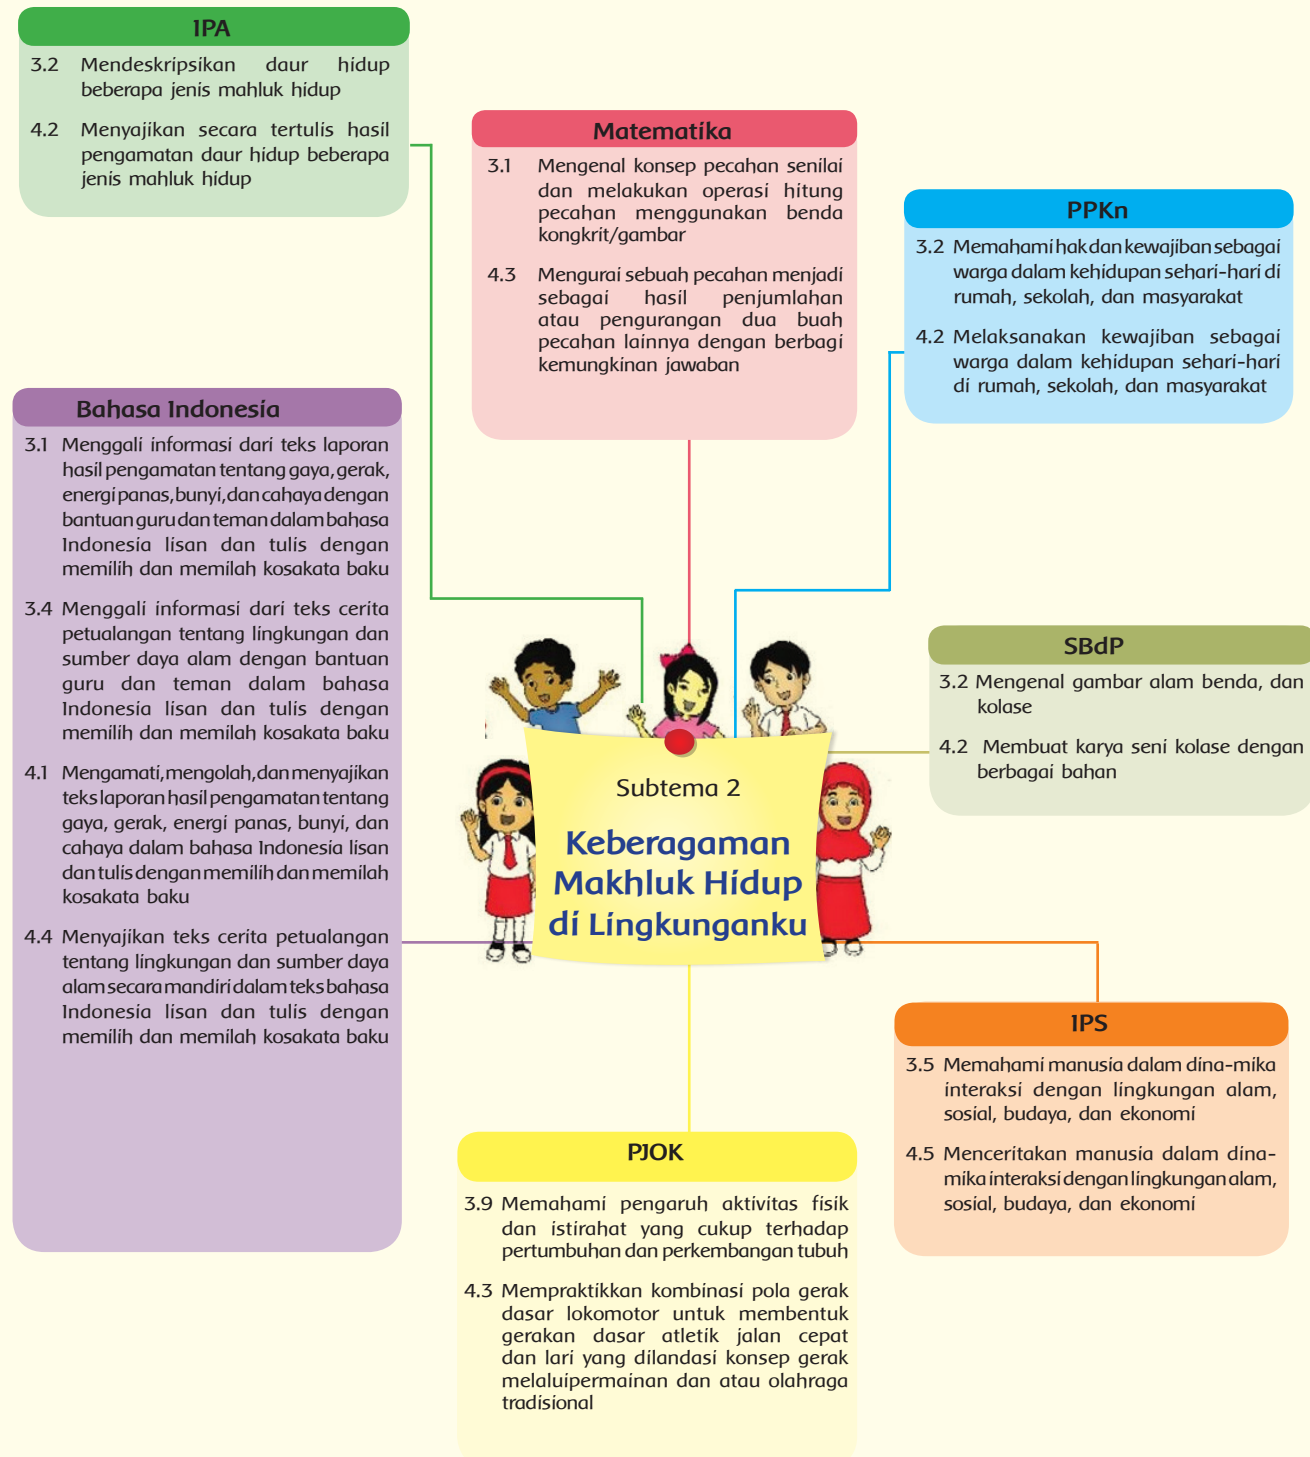 IPA
3.2 Mendeskripsikan daur hidup
beberapa jenis mahluk hidup
4.2 Menyajikan secara tertulis hasil
pengamatan daur hidup beberapa
jenis mahluk hidup
Matematika
3.1 Mengenal konsep pecahan senilai
dan melakukan operasi hitung
pecahan menggunakan benda
kongkrit/gambar
4.3 Mengurai sebuah pecahan menjadi
sebagai hasil penjumlahan
atau pengurangan dua buah
pecahan lainnya dengan berbagi
kemungkinan jawaban
PPKn
3.2 Memahami hak dan kewajiban sebagai
warga dalam kehidupan sehari-hari di
rumah, sekolah, dan masyarakat
4.2 Melaksanakan kewajiban sebagai
warga dalam kehidupan sehari-hari
di rumah, sekolah, dan masyarakat
Bahasa Indonesia
3.1 Menggali informasi dari teks laporan
hasil pengamatan tentang gaya, gerak,
energi panas, bunyi, dan cahaya dengan
bantuan guru dan teman dalam bahasa
Indonesia lisan dan tulis dengan
memilih dan memilah kosakata baku
3.4 Menggali informasi dari teks cerita
petualangan tentang lingkungan dan
sumber daya alam dengan bantuan
guru dan teman dalam bahasa
Indonesia lisan dan tulis dengan
memilih dan memilah kosakata baku
4.1 Mengamati, mengolah, dan menyajikan
teks laporan hasil pengamatan tentang
gaya, gerak, energi panas, bunyi, dan
cahaya dalam bahasa Indonesia lisan
dan tulis dengan memilih dan memilah
kosakata baku
4.4 Menyajikan teks cerita petualangan
tentang lingkungan dan sumber daya
alam secara mandiri dalam teks bahasa
Indonesia lisan dan tulis dengan
memilih dan memilah kosakata baku
SBdP
3.2 Mengenal gambar alam benda, dan
kolase
4.2 Membuat karya seni kolase dengan
berbagai bahan
Subtema 2
Keberagaman
Makhluk Hidup
di Lingkunganku
IPS
3.5 Memahami manusia dalam dina-mika
interaksi dengan lingkungan alam,
sosial, budaya, dan ekonomi
4.5 Menceritakan manusia dalam dina-
mika interaksi dengan lingkungan alam,
sosial, budaya, dan ekonomi
PJOK
3.9 Memahami pengaruh aktivitas fisik
dan istirahat yang cukup terhadap
pertumbuhan dan perkembangan tubuh
4.3 Mempraktikkan kombinasi pola gerak
dasar lokomotor untuk membentuk
gerakan dasar atletik jalan cepat
dan lari yang dilandasi konsep gerak
melaluipermainan dan atau olahraga
tradisional